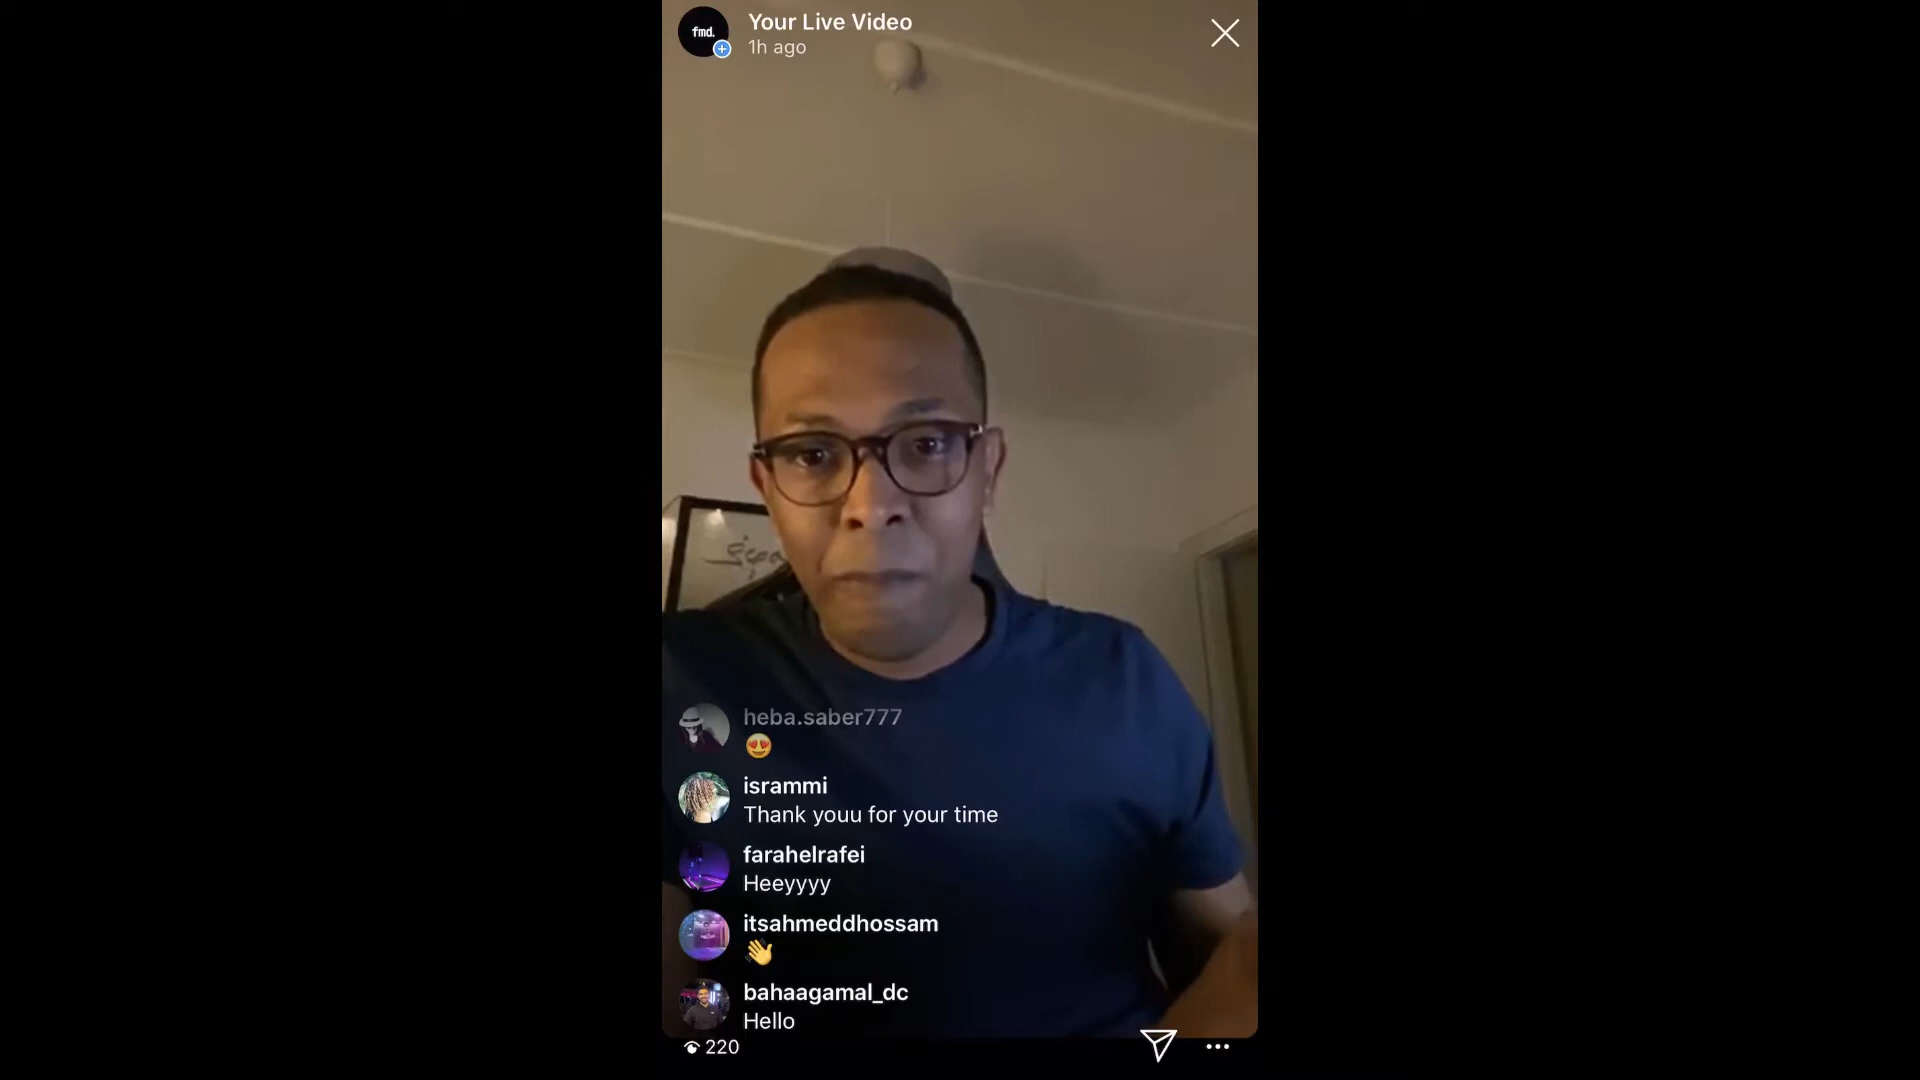 fmd.
Your Live Video
1h ago
heba.saber777
😍
isrammi
Thank youu for your time
farahelrafei
Heeyyyy
itsahmeddhossam
👋
bahaagamal_dc
Hello
220